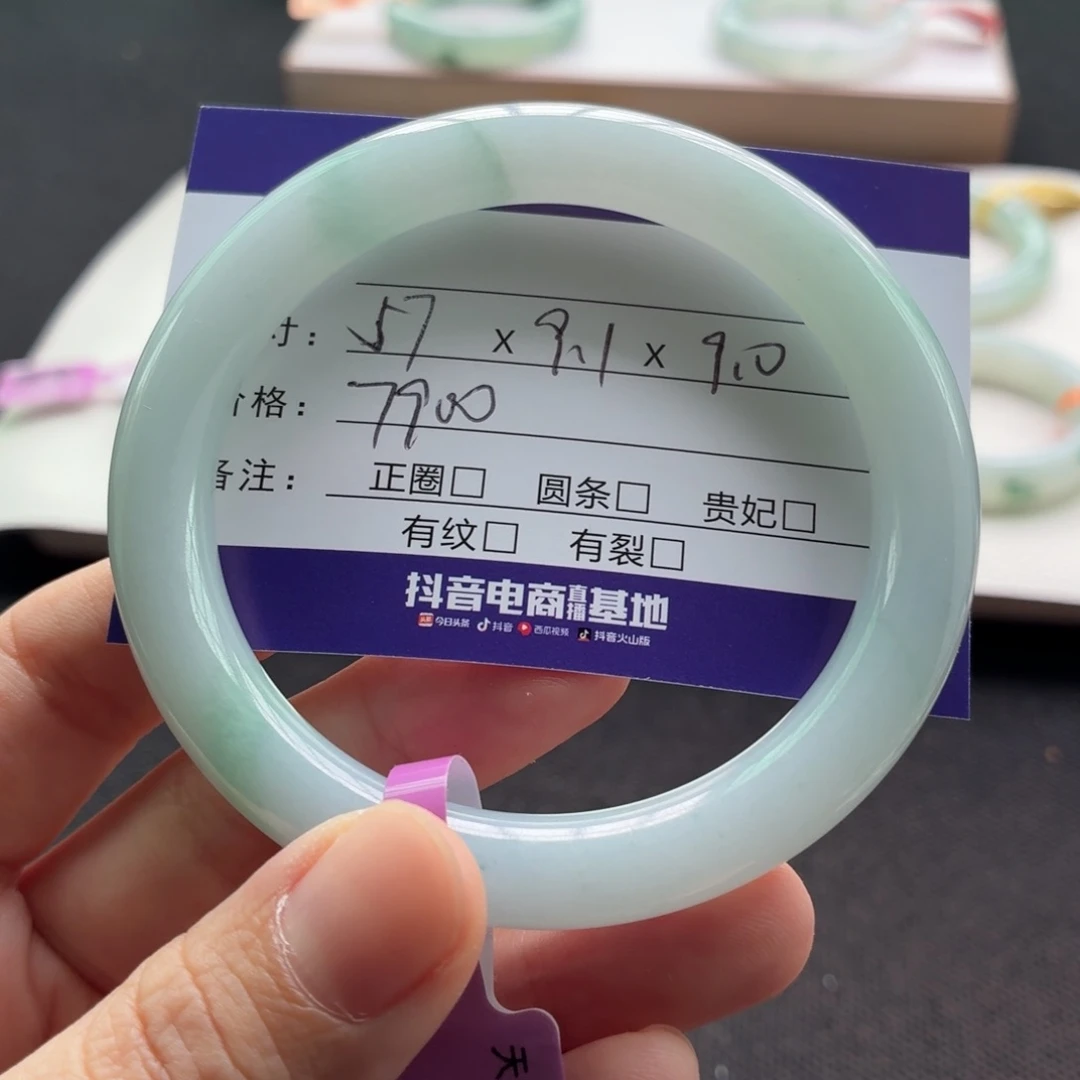 寸：57 x 9.1 x 9.0
价格：7900
备注：正圈□ 圆条□ 贵妃□
有纹□ 有裂□
抖音电商直播基地
今日头条 抖音 西瓜视频 抖音火山版
天